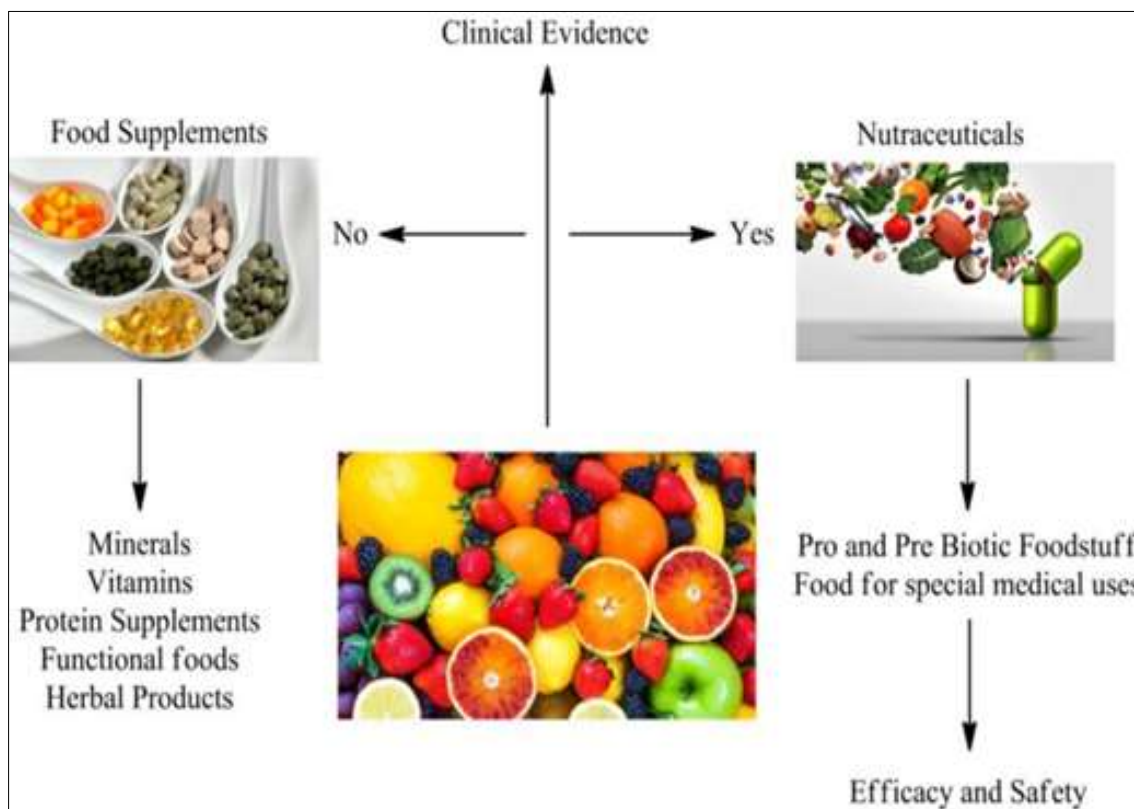 Clinical Evidence
Food Supplements
Nutraceuticals
No
Yes
Minerals
Vitamins
Protein Supplements
Functional foods
Herbal Products
Pro and Pre Biotic Foodstuff
Food for special medical uses
Efficacy and Safety